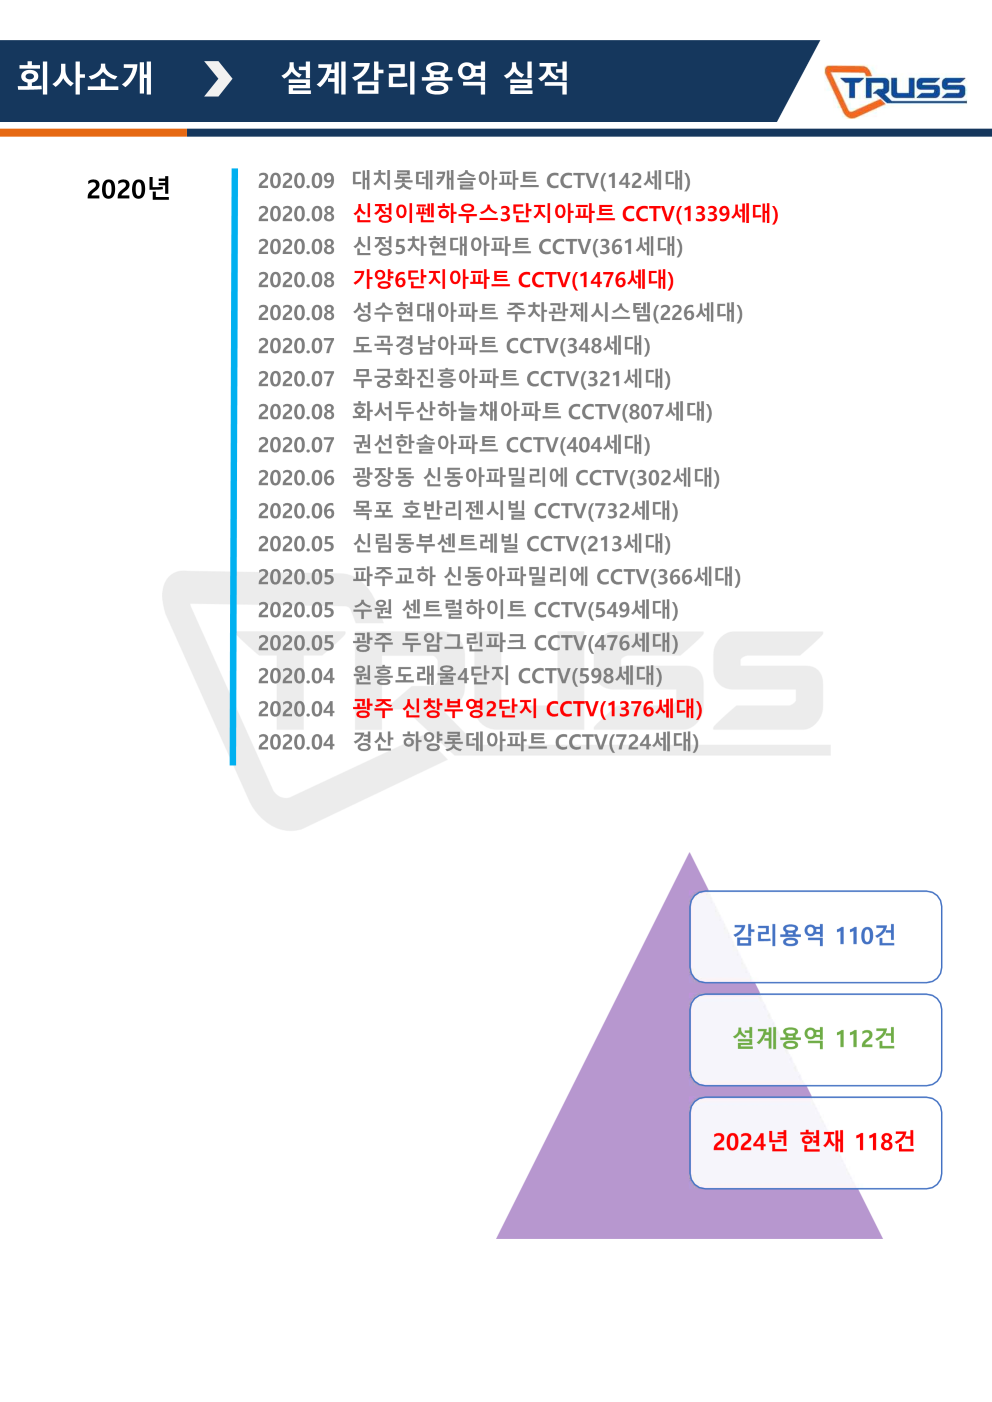 회사소개 설계감리용역 실적
TRUSS
2020년
2020.09 대치롯데캐슬아파트 CCTV(142세대)
2020.08 신정이펜하우스3단지아파트 CCTV(1339세대)
2020.08 신정5차현대아파트 CCTV(361세대)
2020.08 가양6단지아파트 CCTV(1476세대)
2020.08 성수현대아파트 주차관제시스템(226세대)
2020.07 도곡경남아파트 CCTV(348세대)
2020.07 무궁화진흥아파트 CCTV(321세대)
2020.08 화서두산하늘채아파트 CCTV(807세대)
2020.07 권선한솔아파트 CCTV(404세대)
2020.06 광장동 신동아파밀리에 CCTV(302세대)
2020.06 목포 호반리젠시빌 CCTV(732세대)
2020.05 신림동부센트레빌 CCTV(213세대)
2020.05 파주교하 신동아파밀리에 CCTV(366세대)
2020.05 수원 센트럴하이트 CCTV(549세대)
2020.05 광주 두암그린파크 CCTV(476세대)
2020.04 원흥도래울4단지 CCTV(598세대)
2020.04 광주 신창부영2단지 CCTV(1376세대)
2020.04 경산 하양롯데아파트 CCTV(724세대)
TRUSS
감리용역 110건
설계용역 112건
2024년 현재 118건